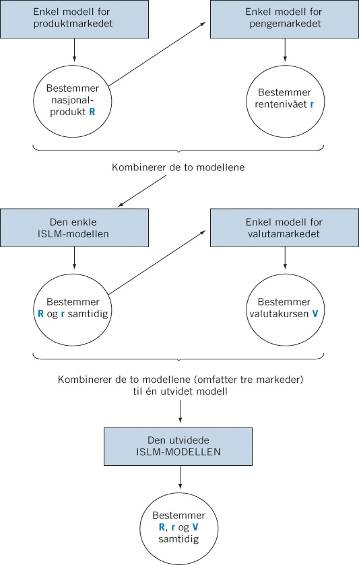 Enkel modell for
produktmarkedet
Enkel modell for
pengemarkedet
Bestemmer
nasjonal-
produkt R
Bestemmer
rentenivået r
Kombinerer de to modellene
Den enkle
ISLM-modellen
Enkel modell for
valutamarkedet
Bestemmer
R og r samtidig
Bestemmer
valutakursen V
Kombinerer de to modellene (omfatter tre markeder)
til én utvidet modell
Den utvidede
ISLM-MODELLEN
Bestemmer
R, r og V
samtidig